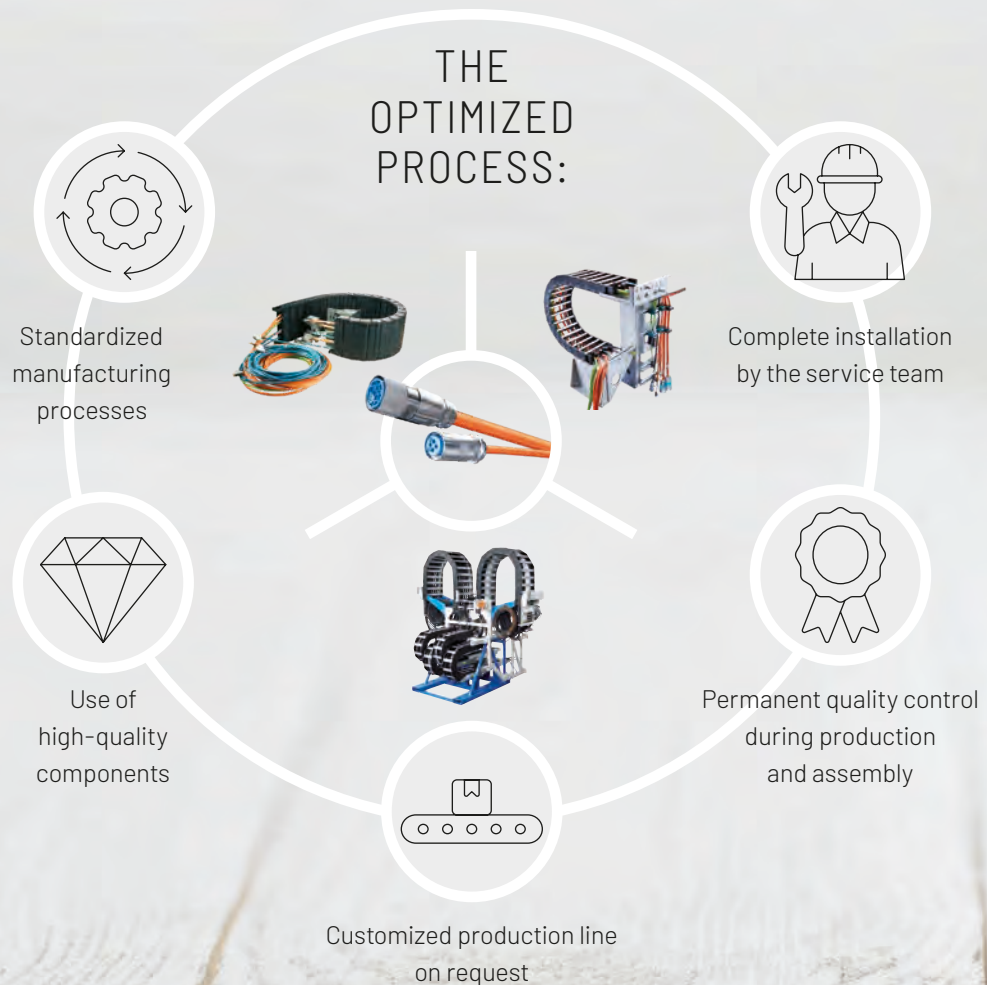 THE
OPTIMIZED
PROCESS:
Standardized
manufacturing
processes
Complete installation
by the service team
Use of
high-quality
components
Permanent quality control
during production
and assembly
Customized production line
on request